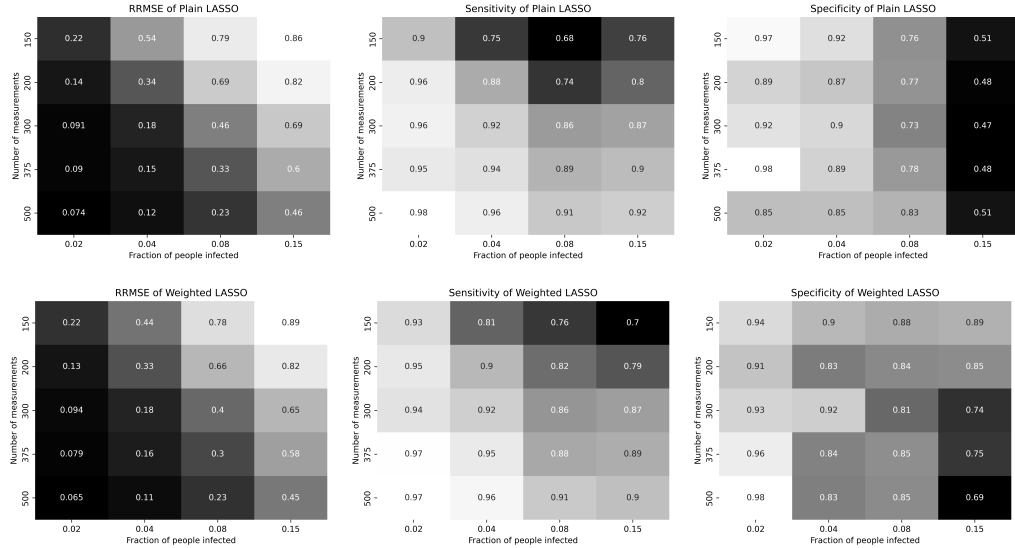 RRMSE of Plain LASSO
Number of measurements
150 0.22 0.54 0.79 0.86
200 0.14 0.34 0.69 0.82
300 0.091 0.18 0.46 0.69
375 0.09 0.15 0.33 0.6
500 0.074 0.12 0.23 0.46
0.02 0.04 0.08 0.15
Fraction of people infected
Sensitivity of Plain LASSO
Number of measurements
150 0.9 0.75 0.68 0.76
200 0.96 0.88 0.74 0.8
300 0.96 0.92 0.86 0.87
375 0.95 0.94 0.89 0.9
500 0.98 0.96 0.91 0.92
0.02 0.04 0.08 0.15
Fraction of people infected
Specificity of Plain LASSO
Number of measurements
150 0.97 0.92 0.76 0.51
200 0.89 0.87 0.77 0.48
300 0.92 0.9 0.73 0.47
375 0.98 0.89 0.78 0.48
500 0.85 0.85 0.83 0.51
0.02 0.04 0.08 0.15
Fraction of people infected
RRMSE of Weighted LASSO
Number of measurements
150 0.22 0.44 0.78 0.89
200 0.13 0.33 0.66 0.82
300 0.094 0.18 0.4 0.65
375 0.079 0.16 0.3 0.58
500 0.065 0.11 0.23 0.45
0.02 0.04 0.08 0.15
Fraction of people infected
Sensitivity of Weighted LASSO
Number of measurements
150 0.93 0.81 0.76 0.7
200 0.95 0.9 0.82 0.79
300 0.94 0.92 0.86 0.87
375 0.97 0.95 0.88 0.89
500 0.97 0.96 0.91 0.9
0.02 0.04 0.08 0.15
Fraction of people infected
Specificity of Weighted LASSO
Number of measurements
150 0.94 0.9 0.88 0.89
200 0.91 0.83 0.84 0.85
300 0.93 0.92 0.81 0.74
375 0.96 0.84 0.85 0.75
500 0.98 0.83 0.85 0.69
0.02 0.04 0.08 0.15
Fraction of people infected